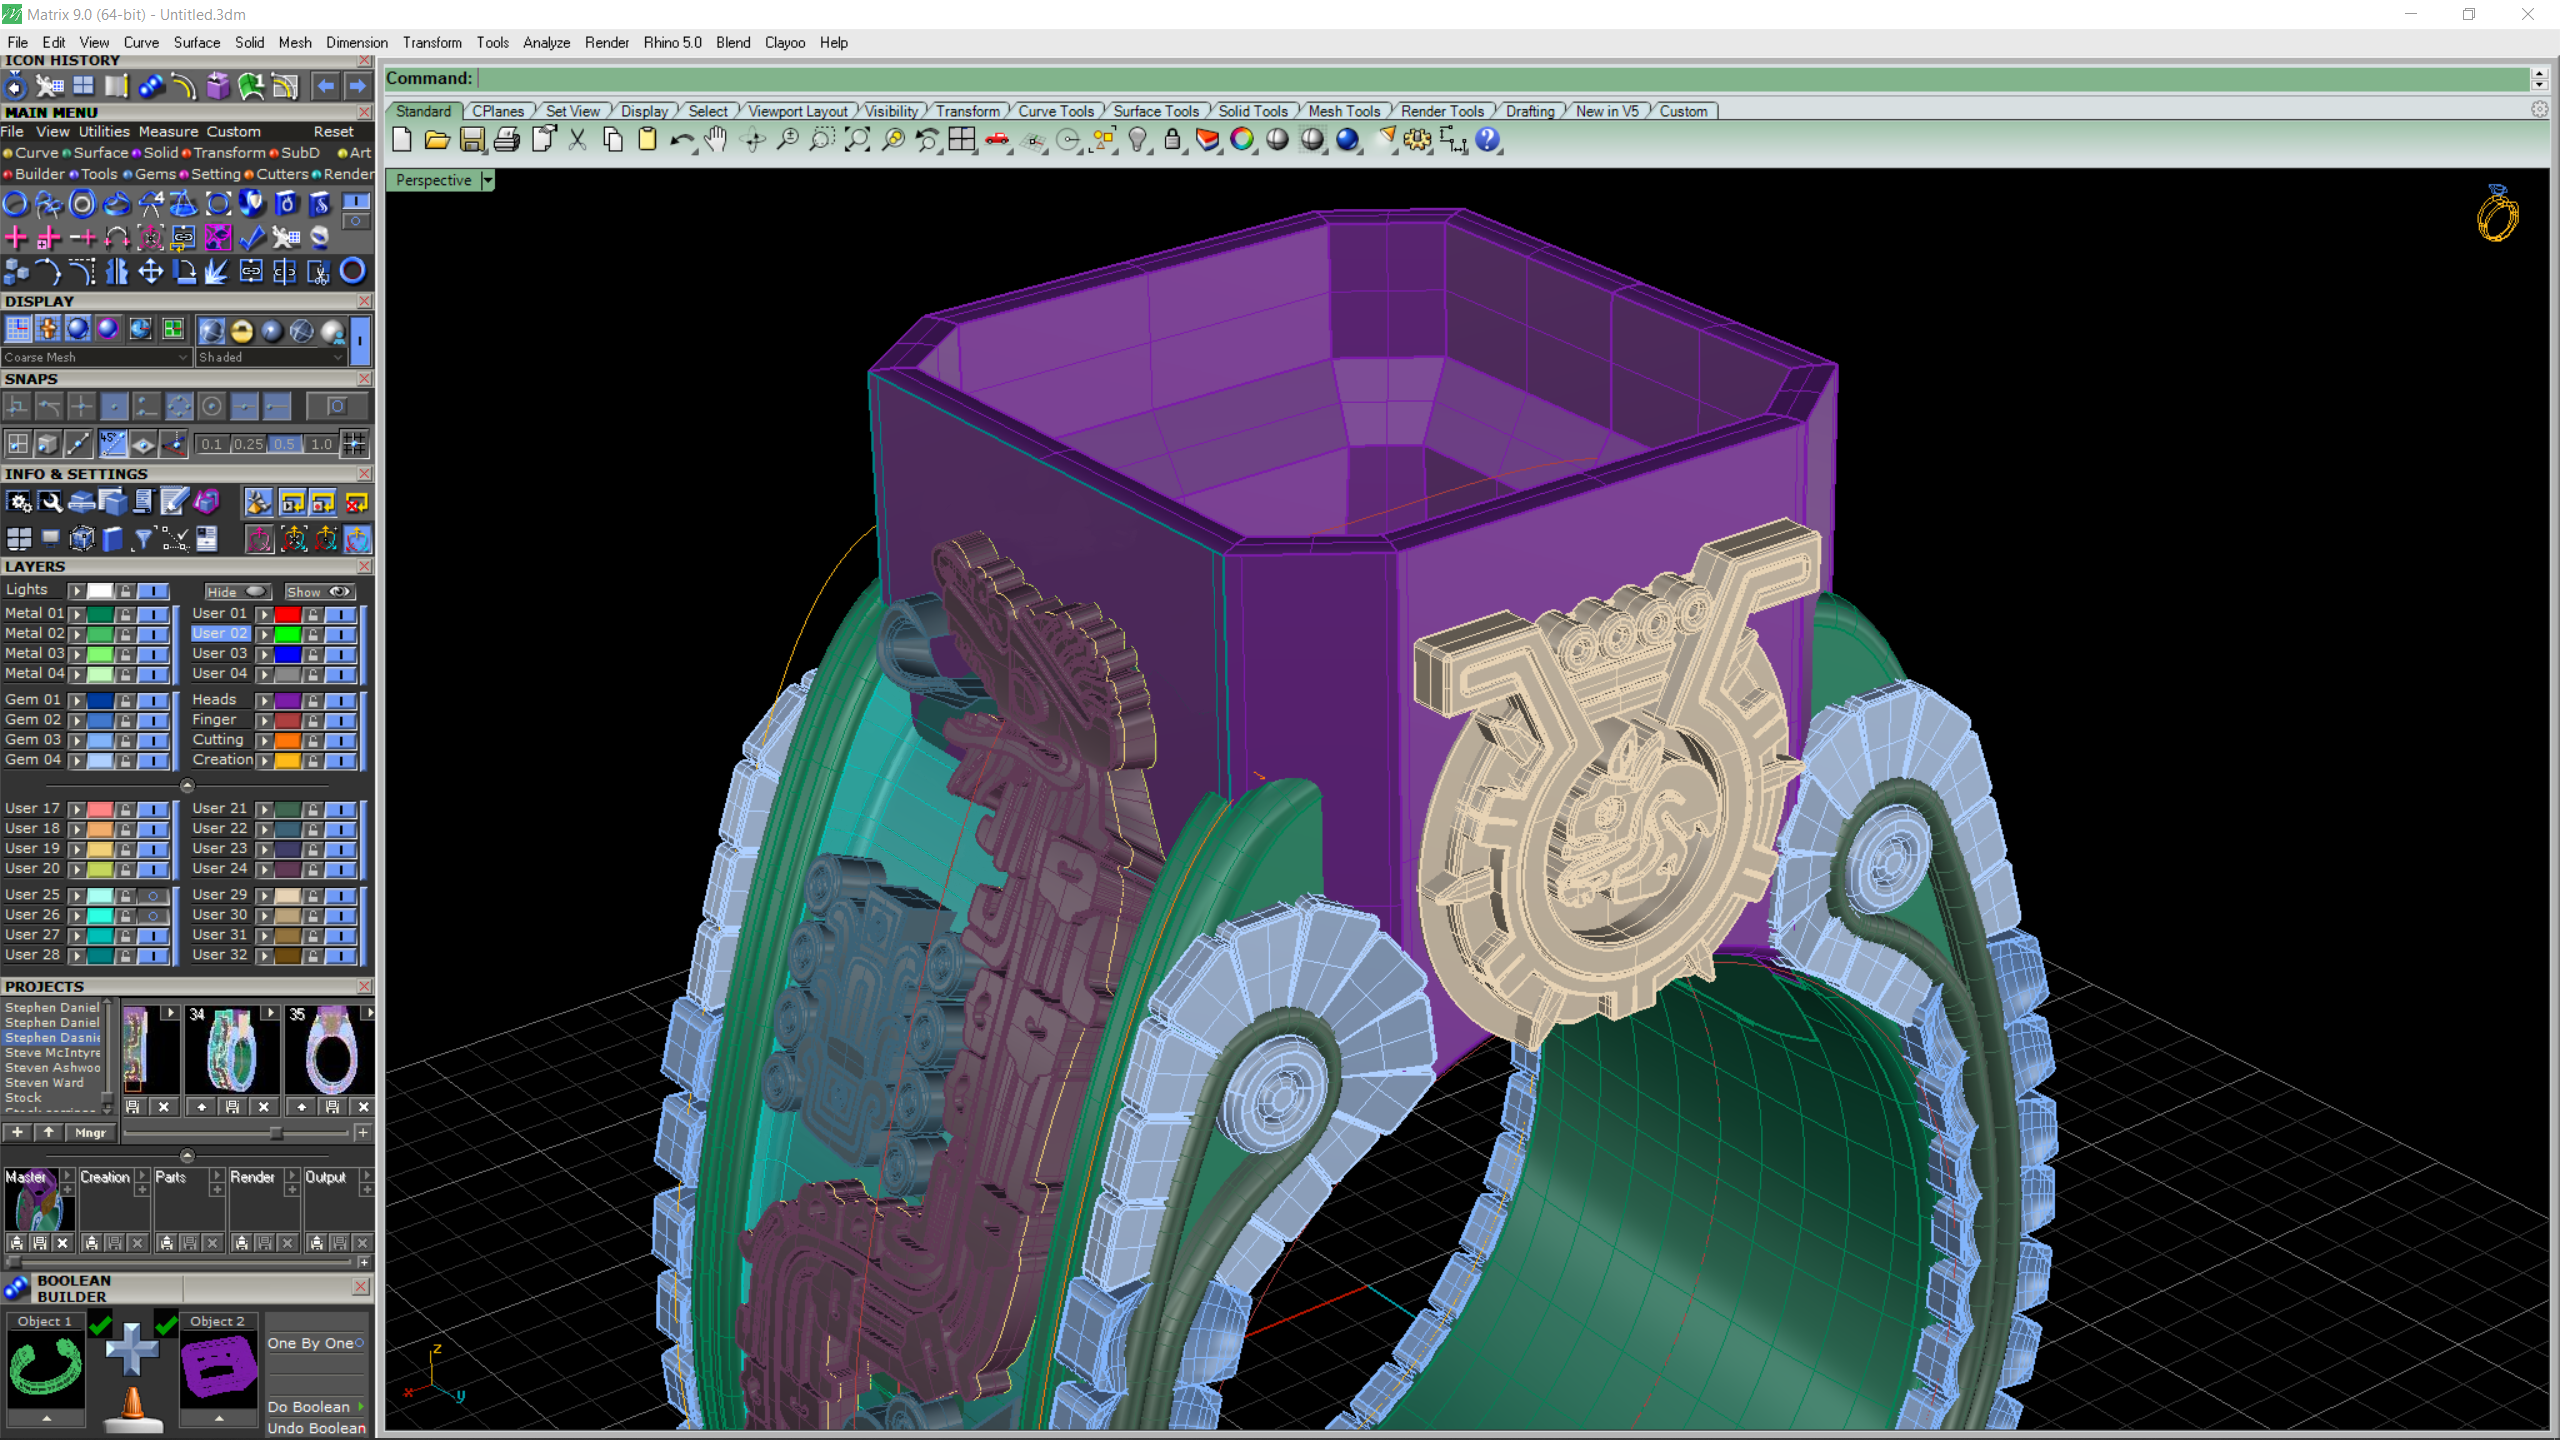 Matrix 9.0 (64-bit) - Untitled.3dm
File Edit View Curve Surface Solid Mesh Dimension Transform Tools Analyze Render Rhino 5.0 Blend Clayoo Help
ICON HISTORY
Command:
MAIN MENU
File View Utilities Measure Custom Reset
Curve Surface Solid Transform SubD Art
Builder Tools Gems Setting Cutters Render
Standard CPlanes Set View Display Select Viewport Layout Visibility Transform Curve Tools Surface Tools Solid Tools Mesh Tools Render Tools Drafting New in V5 Custom
Perspective
DISPLAY
Coarse Mesh Shaded
SNAPS
45° 0.1 0.25 0.5 1.0
INFO & SETTINGS
LAYERS
Lights Hide Show
Metal 01 User 01
Metal 02 User 02
Metal 03 User 03
Metal 04 User 04
Gem 01 Heads
Gem 02 Finger
Gem 03 Cutting
Gem 04 Creation
User 17 User 21
User 18 User 22
User 19 User 23
User 20 User 24
User 25 User 29
User 26 User 30
User 27 User 31
User 28 User 32
PROJECTS
Stephen Daniel
Stephen Daniel
Stephen Dasnie
Steve McIntyre
Steven Ashwoo
Steven Ward
Stock
34 35
Mngr
Master Creation Parts Render Output
BOOLEAN
BUILDER
Object 1 Object 2
One By One
Do Boolean
Undo Boolean
z
x y